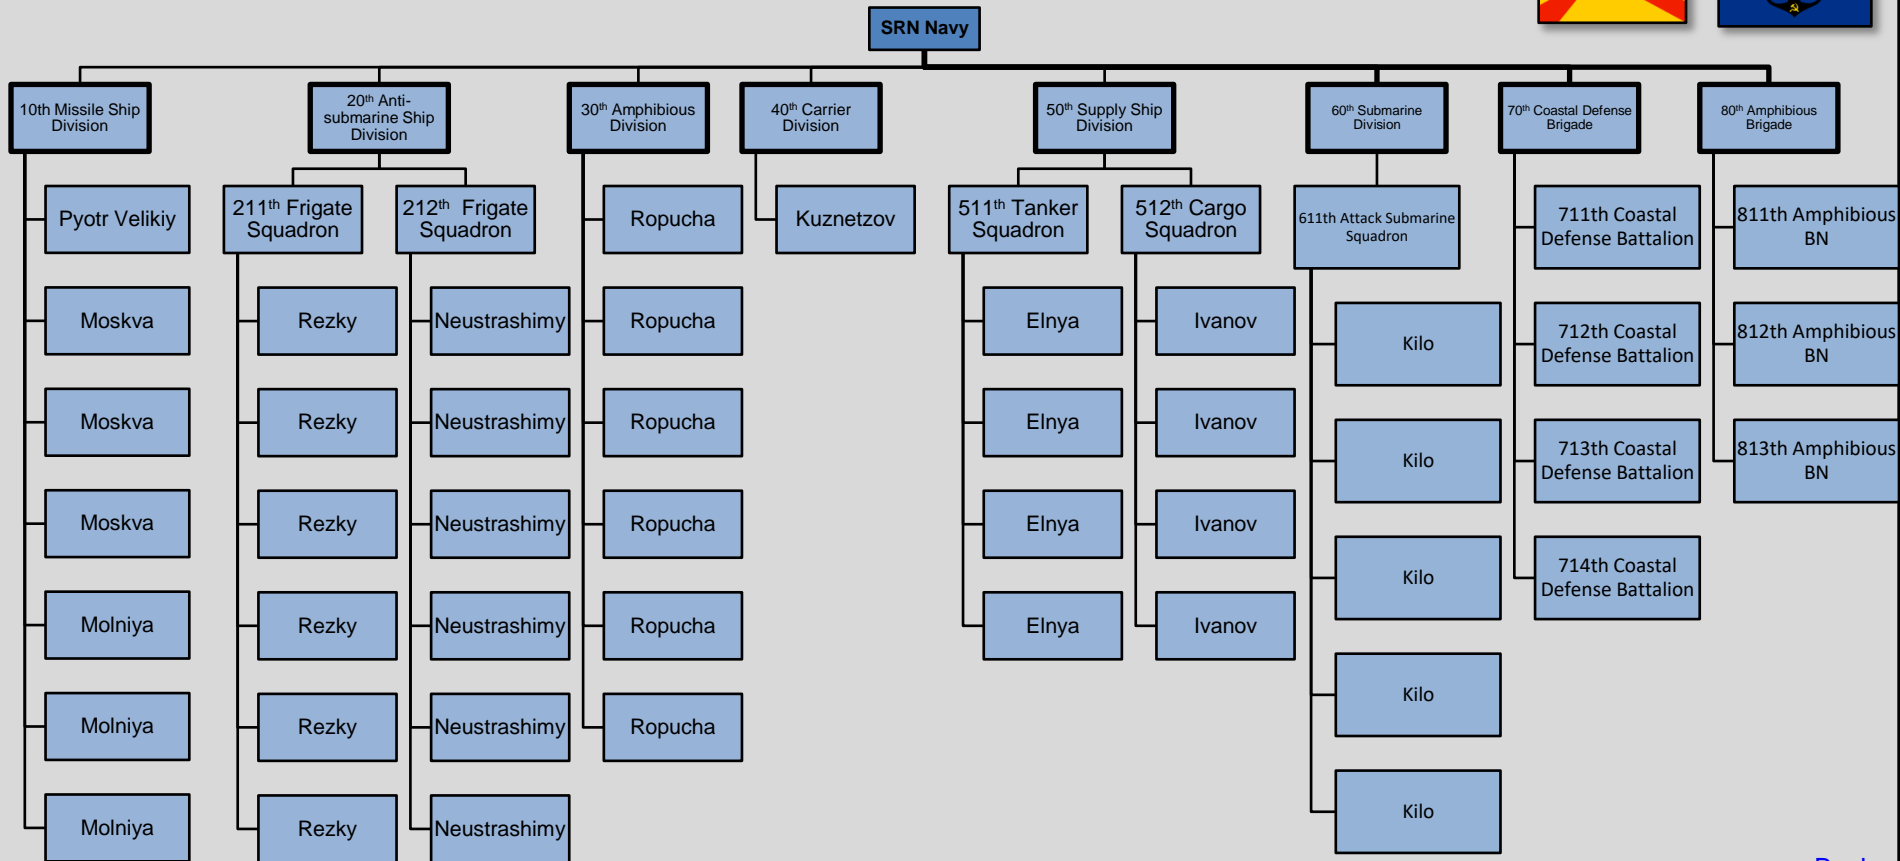 SRN Navy
10th Missile Ship
Division
20th Anti-
submarine Ship
Division
30th Amphibious
Division
40th Carrier
Division
50th Supply Ship
Division
60th Submarine
Division
70th Coastal Defense
Brigade
80th Amphibious
Brigade
Pyotr Velikiy
211th Frigate
Squadron
212th Frigate
Squadron
Ropucha
Kuznetzov
511th Tanker
Squadron
512th Cargo
Squadron
611th Attack Submarine
Squadron
711th Coastal
Defense Battalion
811th Amphibious
BN
Moskva
Rezky
Neustrashimy
Ropucha
Elnya
Ivanov
Kilo
712th Coastal
Defense Battalion
812th Amphibious
BN
Moskva
Rezky
Neustrashimy
Ropucha
Elnya
Ivanov
Kilo
713th Coastal
Defense Battalion
813th Amphibious
BN
Moskva
Rezky
Neustrashimy
Ropucha
Elnya
Ivanov
Kilo
714th Coastal
Defense Battalion
Molniya
Rezky
Neustrashimy
Ropucha
Elnya
Ivanov
Kilo
Molniya
Rezky
Neustrashimy
Ropucha
Kilo
Molniya
Rezky
Neustrashimy